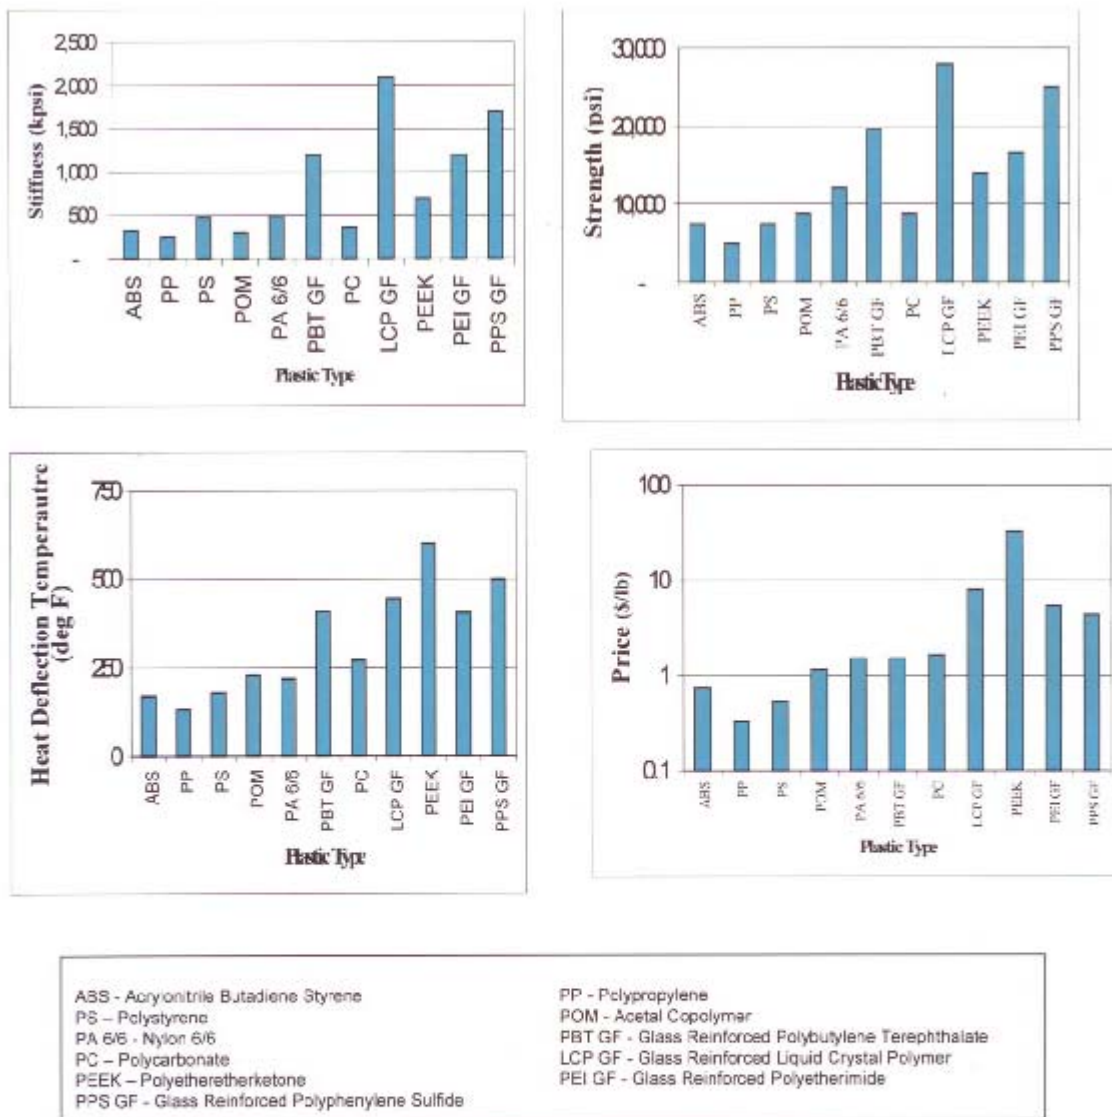 2,500
2,000
1,500
1,000
500
-
Stiffness (kpsi)
ABS
PP
PS
POM
PA 6/6
PBT GF
PC
LCP GF
PEEK
PEI GF
PPS GF
Plastic Type
30,000
20,000
10,000
-
Strength (psi)
ABS
PP
PS
POM
PA 6/6
PBT GF
PC
LCP GF
PEEK
PEI GF
PPS GF
Plastic Type
750
500
250
0
Heat Deflection Temperautre
(deg F)
ABS
PP
PS
POM
PA 6/6
PBT GF
PC
LCP GF
PEEK
PEI GF
PPS GF
Plastic Type
100
10
1
0.1
Price ($/lb)
ABS
PP
PS
POM
PA 6/6
PBT GF
PC
LCP GF
PEEK
PEI GF
PPS GF
Plastic Type
ABS - Acrylonitrile Butadiene Styrene
PS – Polystyrene
PA 6/6 - Nylon 6/6
PC – Polycarbonate
PEEK – Polyetheretherketone
PPS GF - Glass Reinforced Polyphenylene Sulfide
PP - Polypropylene
POM - Acetal Copolymer
PBT GF - Glass Reinforced Polybutylene Terephthalate
LCP GF - Glass Reinforced Liquid Crystal Polymer
PEI GF - Glass Reinforced Polyetherimide